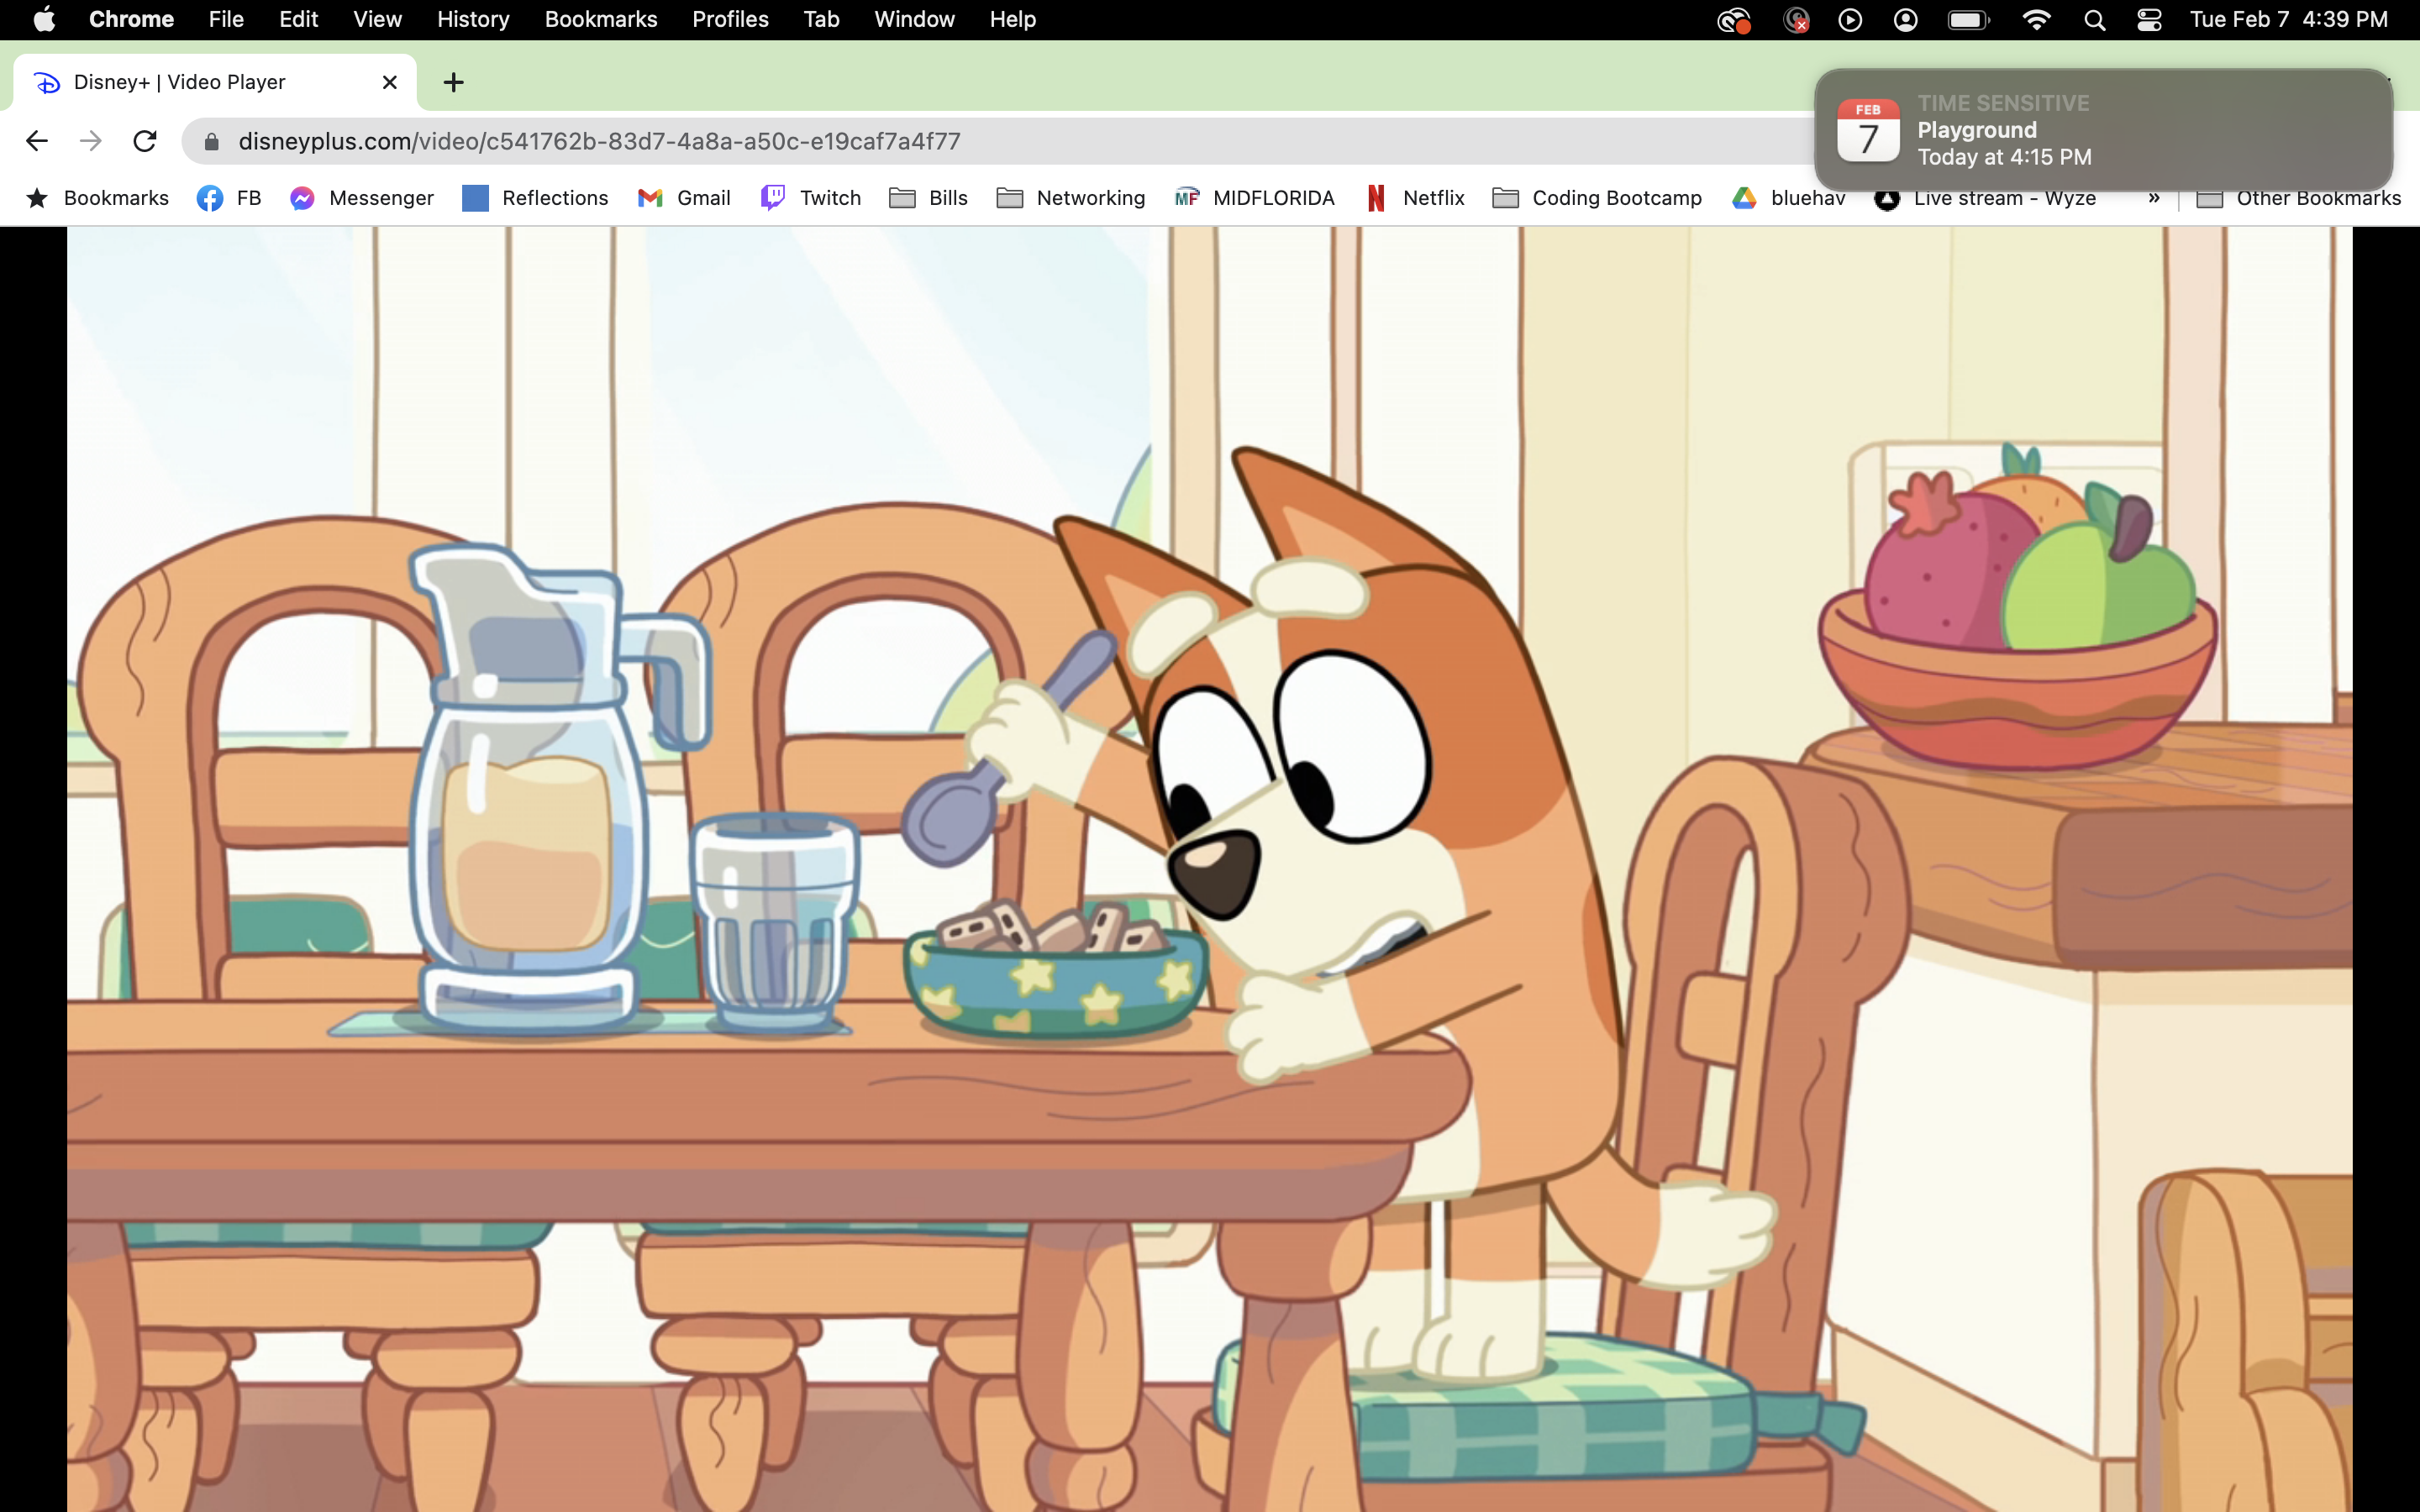 Chrome File Edit View History Bookmarks Profiles Tab Window Help Tue Feb 7 4:39 PM
Disney+ | Video Player
disneyplus.com/video/c541762b-83d7-4a8a-a50c-e19caf7a4f77
FEB
7
TIME SENSITIVE
Playground
Today at 4:15 PM
Bookmarks FB Messenger Reflections Gmail Twitch Bills Networking MF MIDFLORIDA Netflix Coding Bootcamp bluehav Live stream - Wyze » Other Bookmarks